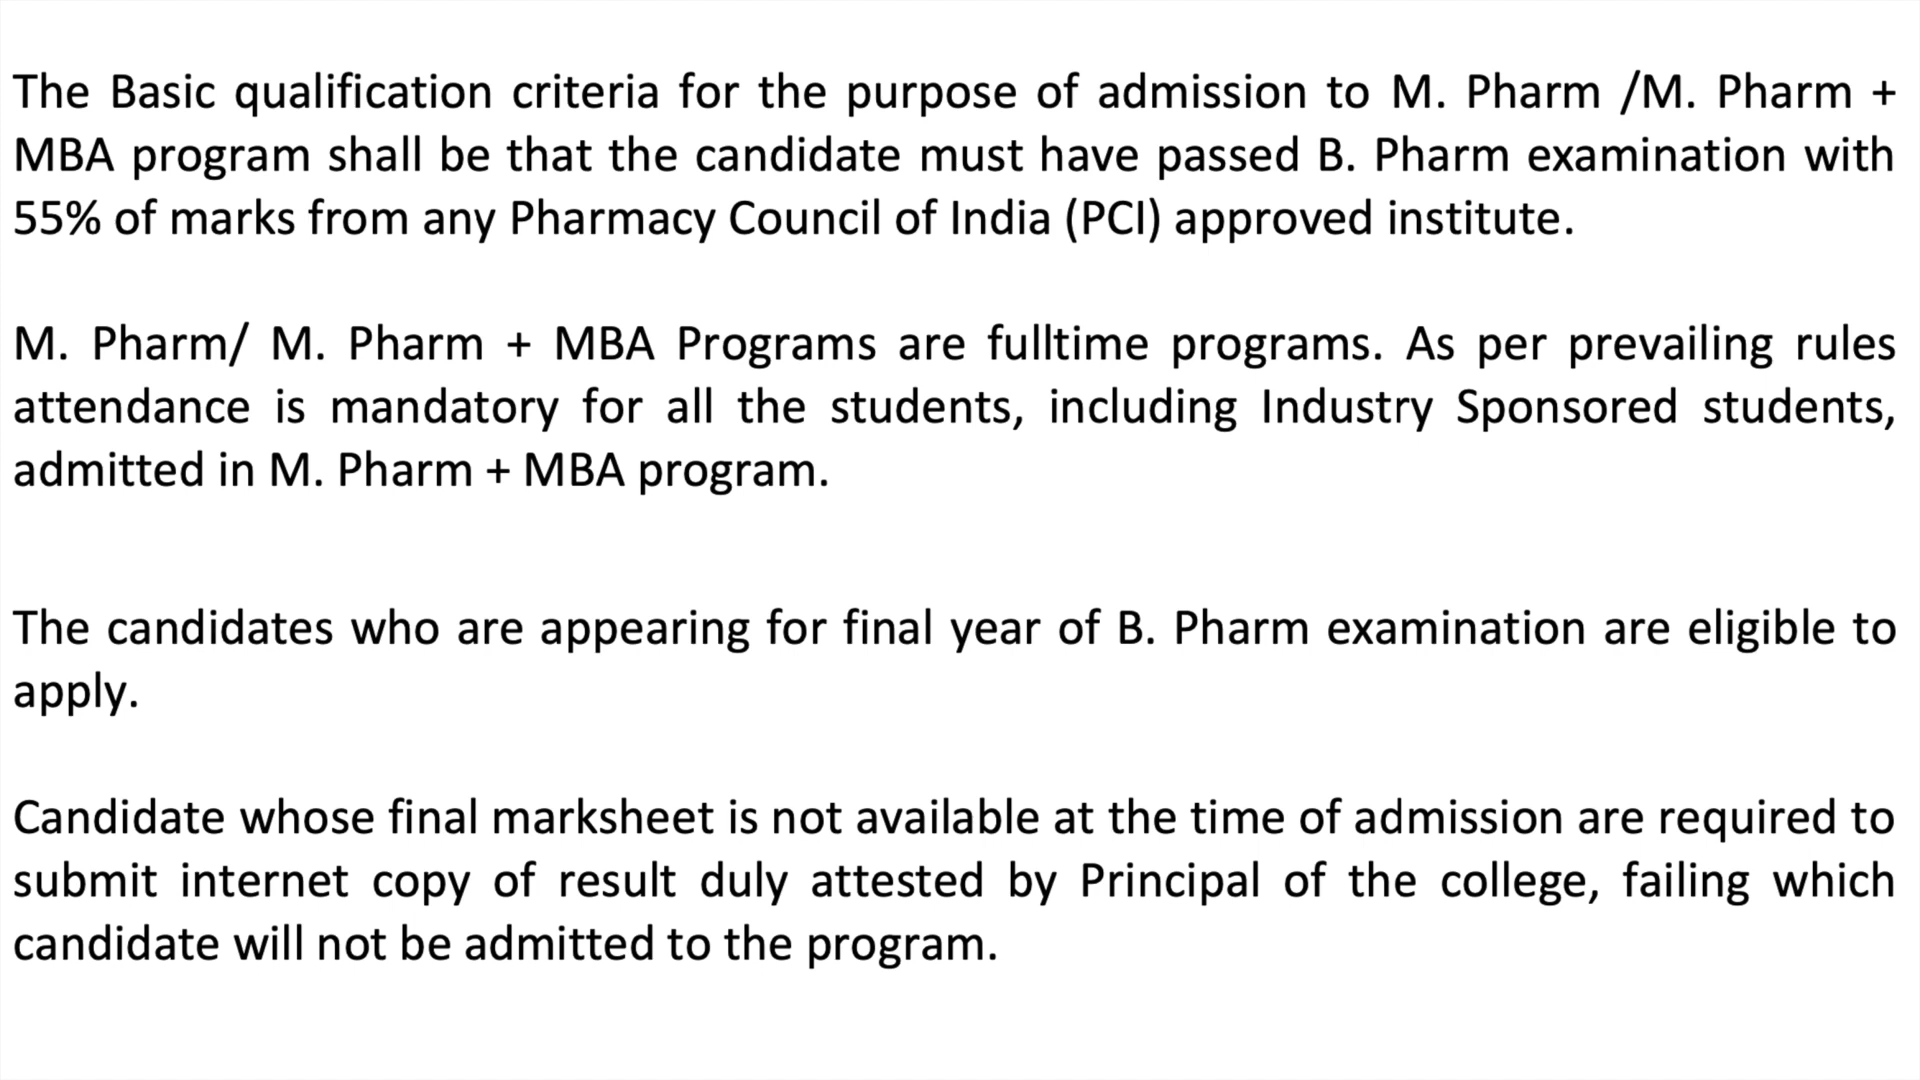 The Basic qualification criteria for the purpose of admission to M. Pharm /M. Pharm +
MBA program shall be that the candidate must have passed B. Pharm examination with
55% of marks from any Pharmacy Council of India (PCI) approved institute.
M. Pharm/ M. Pharm + MBA Programs are fulltime programs. As per prevailing rules
attendance is mandatory for all the students, including Industry Sponsored students,
admitted in M. Pharm + MBA program.
The candidates who are appearing for final year of B. Pharm examination are eligible to
apply.
Candidate whose final marksheet is not available at the time of admission are required to
submit internet copy of result duly attested by Principal of the college, failing which
candidate will not be admitted to the program.